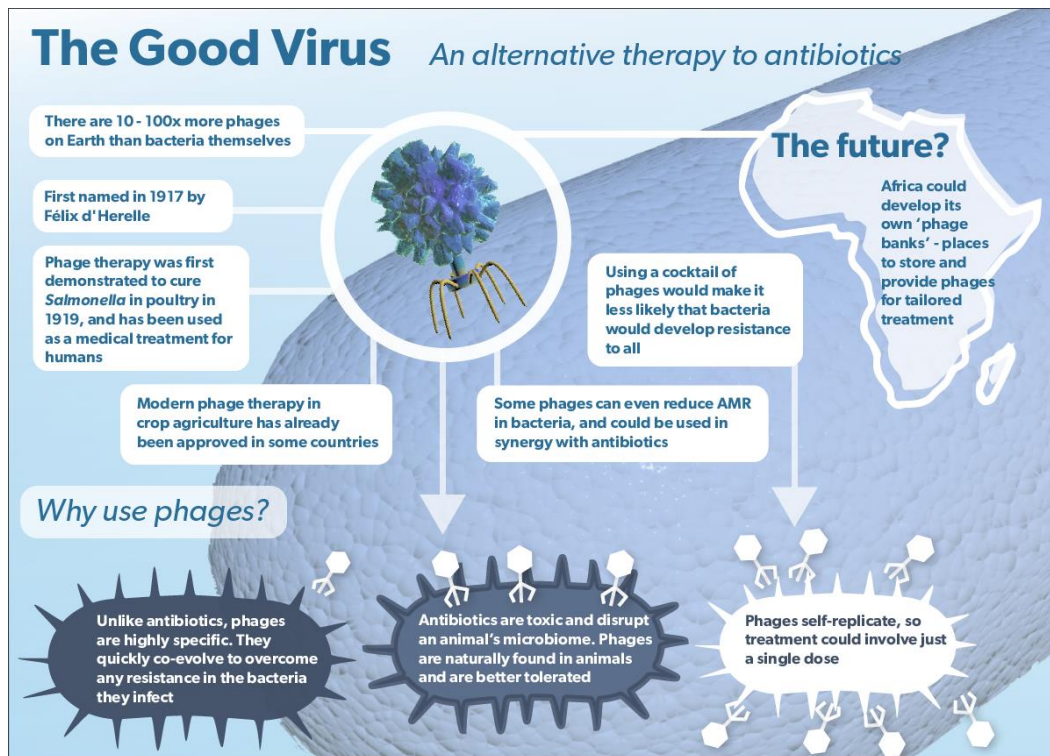 The Good Virus
An alternative therapy to antibiotics
There are 10 - 100x more phages
on Earth than bacteria themselves
First named in 1917 by
Félix d'Herelle
Phage therapy was first
demonstrated to cure
Salmonella in poultry in
1919, and has been used
as a medical treatment for
humans
Modern phage therapy in
crop agriculture has already
been approved in some countries
Some phages can even reduce AMR
in bacteria, and could be used in
synergy with antibiotics
Using a cocktail of
phages would make it
less likely that bacteria
would develop resistance
to all
The future?
Africa could
develop its
own ‘phage
banks’ - places
to store and
provide phages
for tailored
treatment
Why use phages?
Unlike antibiotics, phages
are highly specific. They
quickly co-evolve to overcome
any resistance in the bacteria
they infect
Antibiotics are toxic and disrupt
an animal’s microbiome. Phages
are naturally found in animals
and are better tolerated
Phages self-replicate, so
treatment could involve just
a single dose